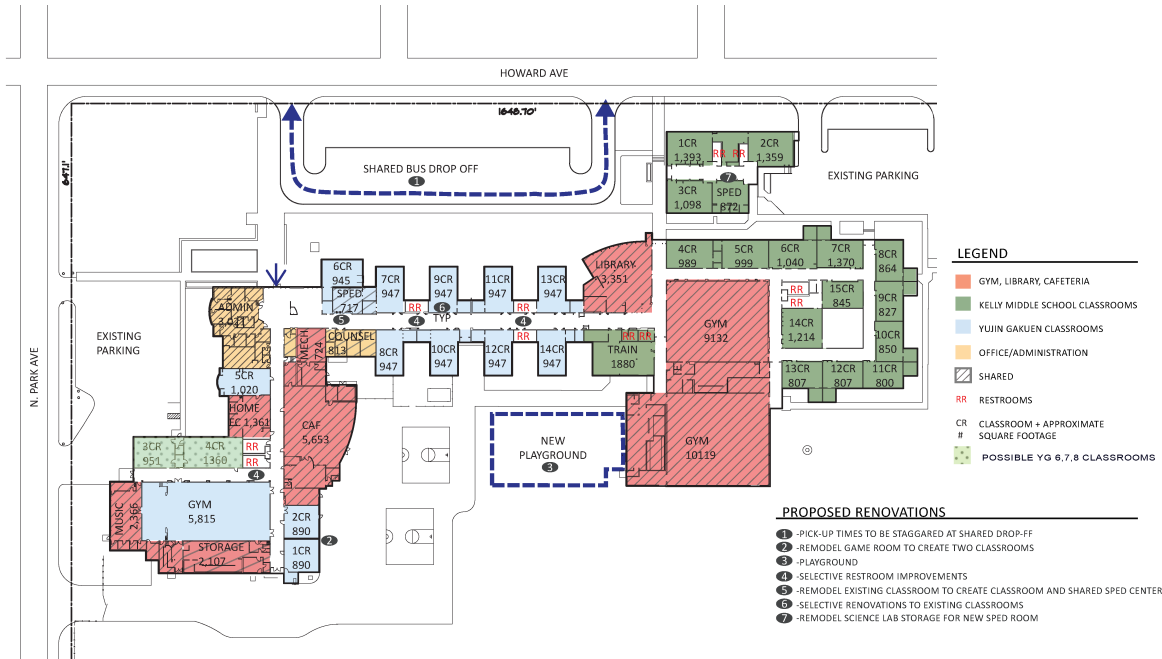 HOWARD AVE
1648.70'
647.1'
N. PARK AVE
SHARED BUS DROP OFF
1
EXISTING PARKING
1CR
1,393
RR
RR
2CR
1,359
7
3CR
1,098
SPED
872
6CR
945
7CR
947
9CR
947
11CR
947
13CR
947
LIBRARY
3,351
4CR
989
5CR
999
6CR
1,040
7CR
1,370
8CR
864
ADMIN
SPED
717
RR
6
TYP
RR
5
4
4
EXISTING
PARKING
MECH
724
COUNSEL
813
8CR
947
10CR
947
12CR
947
RR
14CR
947
RR RR
TRAIN
1880
GYM
9132
RR
RR
15CR
845
9CR
827
14CR
1,214
10CR
850
5CR
1,020
13CR
807
12CR
807
11CR
800
HOME
EC 1,361
CAF
5,653
3CR
951
4CR
1360
RR
RR
4
NEW
PLAYGROUND
3
GYM
10119
MUSIC
2,366
GYM
5,815
2CR
890
2
STORAGE
2,107
1CR
890
LEGEND
GYM, LIBRARY, CAFETERIA
KELLY MIDDLE SCHOOL CLASSROOMS
YUJIN GAKUEN CLASSROOMS
OFFICE/ADMINISTRATION
SHARED
RR RESTROOMS
CR CLASSROOM + APPROXIMATE
# SQUARE FOOTAGE
POSSIBLE YG 6,7,8 CLASSROOMS
PROPOSED RENOVATIONS
1 -PICK-UP TIMES TO BE STAGGARED AT SHARED DROP-FF
2 -REMODEL GAME ROOM TO CREATE TWO CLASSROOMS
3 -PLAYGROUND
4 -SELECTIVE RESTROOM IMPROVEMENTS
5 -REMODEL EXISTING CLASSROOM TO CREATE CLASSROOM AND SHARED SPED CENTER
6 -SELECTIVE RENOVATIONS TO EXISTING CLASSROOMS
7 -REMODEL SCIENCE LAB STORAGE FOR NEW SPED ROOM